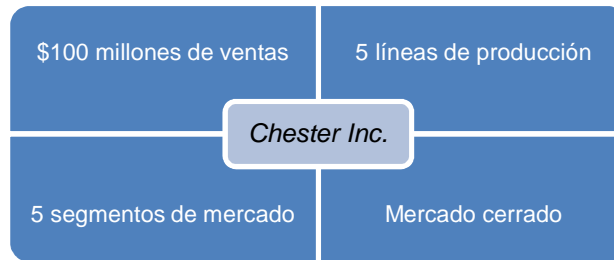 $100 millones de ventas
5 líneas de producción
Chester Inc.
5 segmentos de mercado
Mercado cerrado